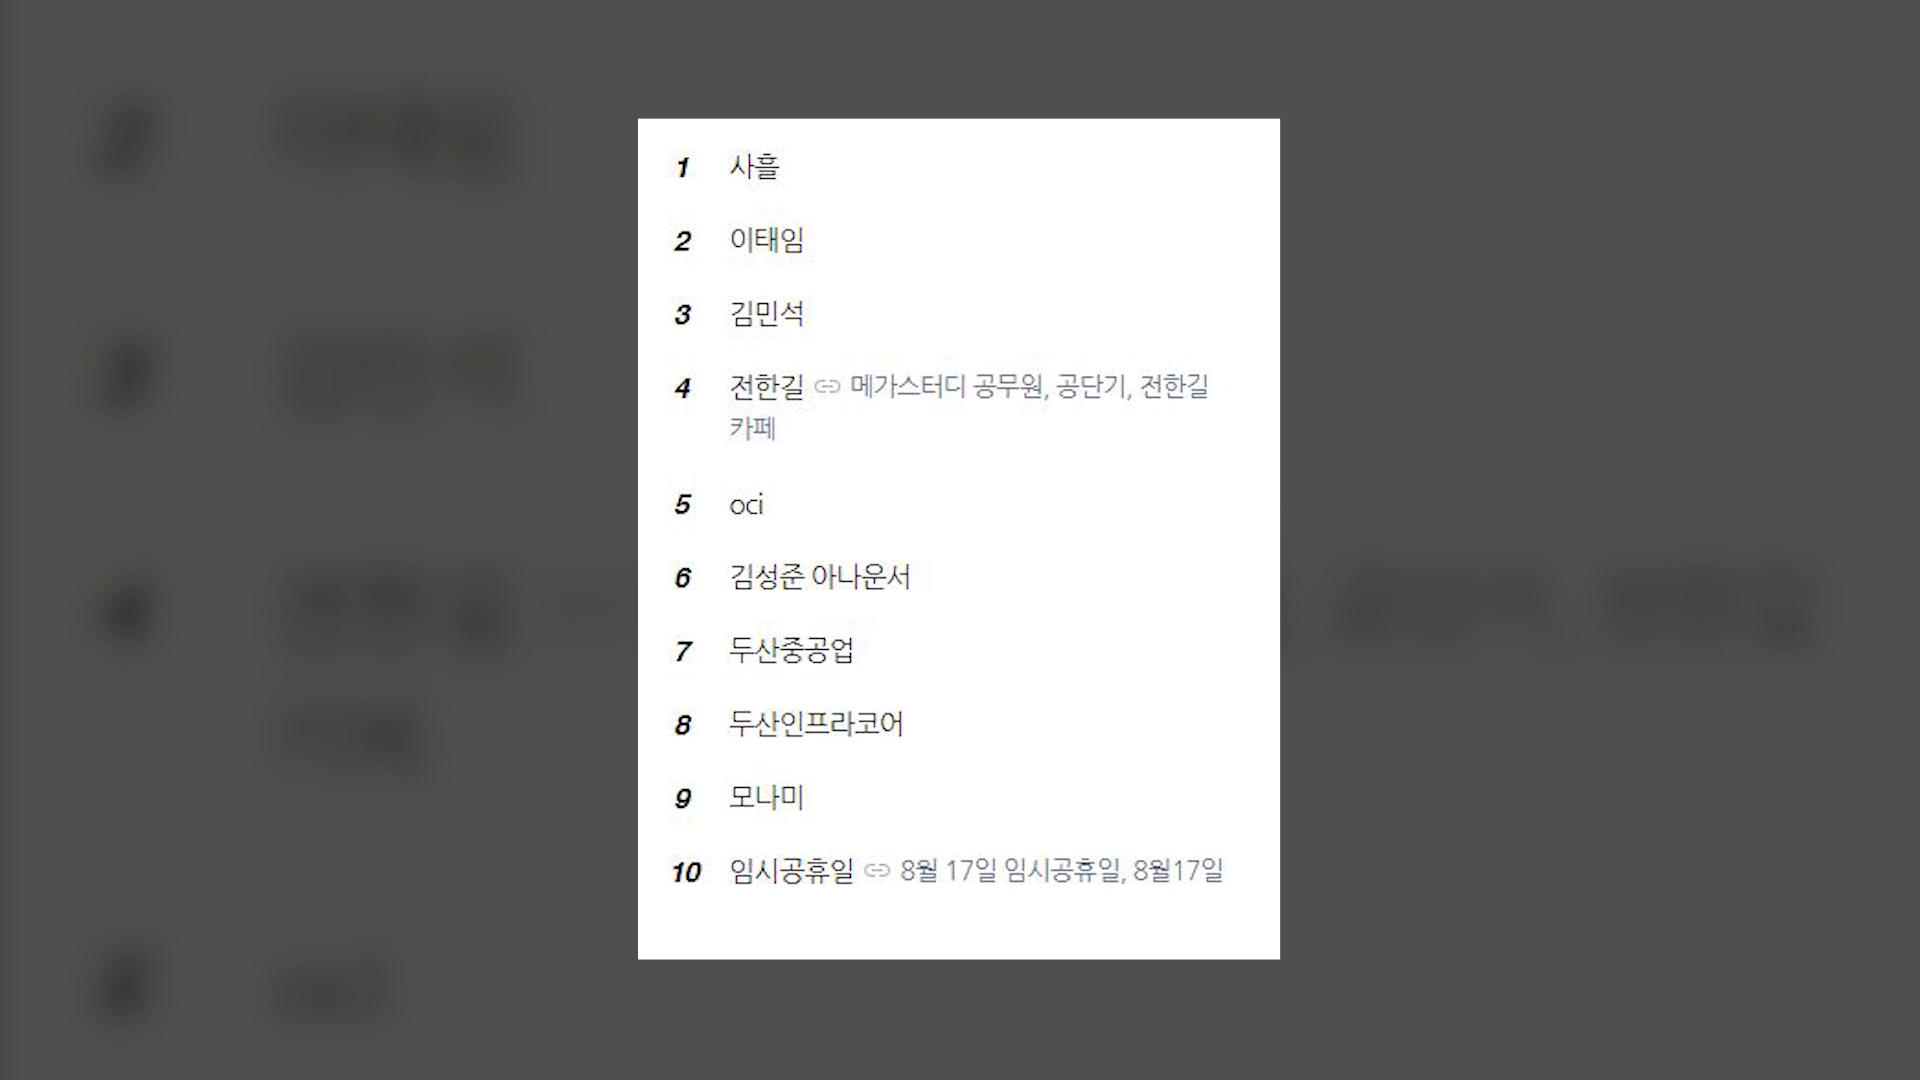 1 사흘
2 이태임
3 김민석
4 전한길 메가스터디 공무원, 공단기, 전한길
카페
5 oci
6 김성준 아나운서
7 두산중공업
8 두산인프라코어
9 모나미
10 임시공휴일 8월 17일 임시공휴일, 8월17일